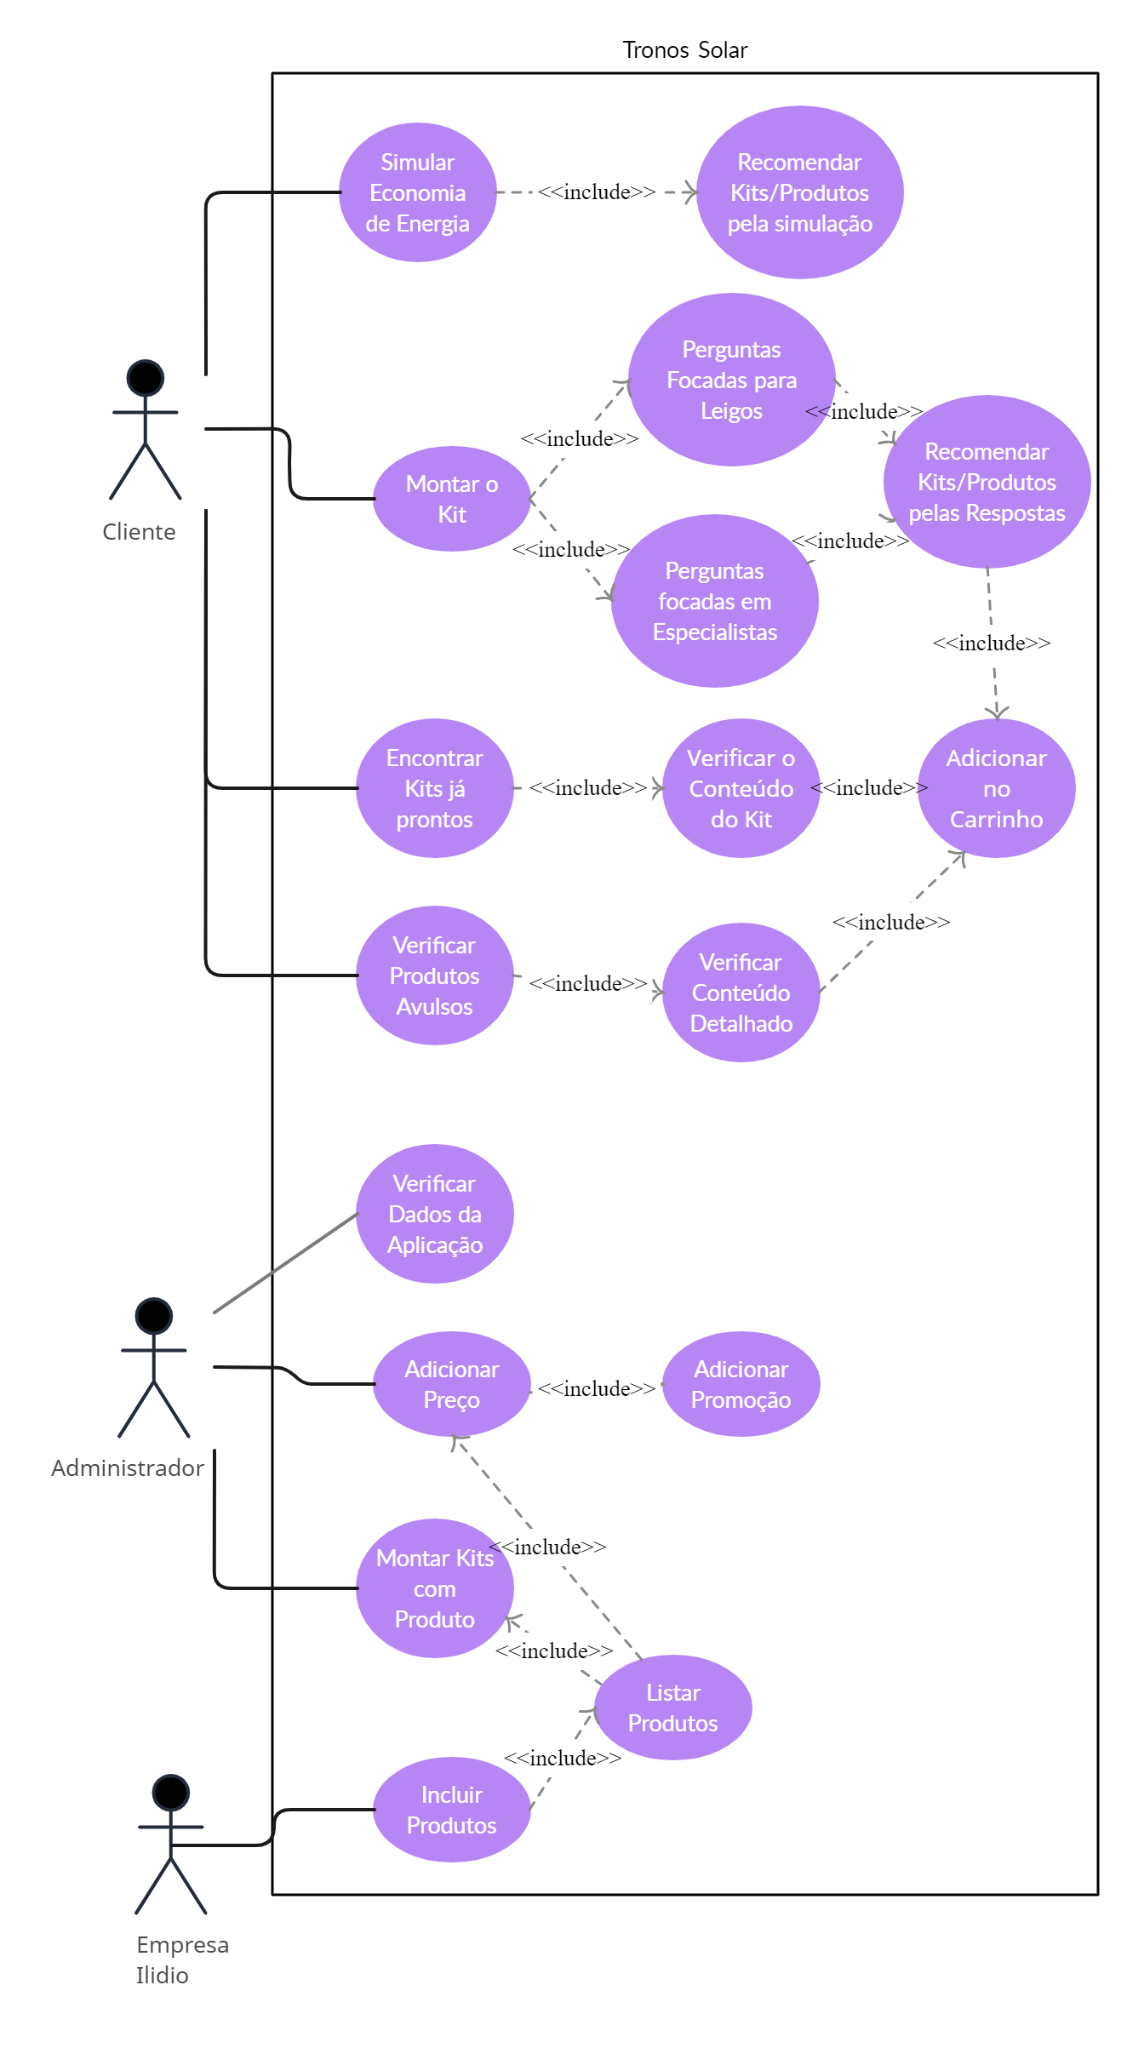 Tronos Solar
Simular
Economia
de Energia
<<include>>
Recomendar
Kits/Produtos
pela simulação
Perguntas
Focadas para
Leigos
<<include>>
<<include>>
Recomendar
Kits/Produtos
pelas Respostas
Montar o
Kit
<<include>>
<<include>>
Perguntas
focadas em
Especialistas
Cliente
<<include>>
Encontrar
Kits já
prontos
<<include>>
Verificar o
Conteúdo
do Kit
<<include>>
Adicionar
no
Carrinho
<<include>>
Verificar
Produtos
Avulsos
<<include>>
Verificar
Conteúdo
Detalhado
Verificar
Dados da
Aplicação
Adicionar
Preço
<<include>>
Adicionar
Promoção
Administrador
<<include>>
Montar Kits
com
Produto
<<include>>
Listar
Produtos
<<include>>
Incluir
Produtos
Empresa
Ilidio